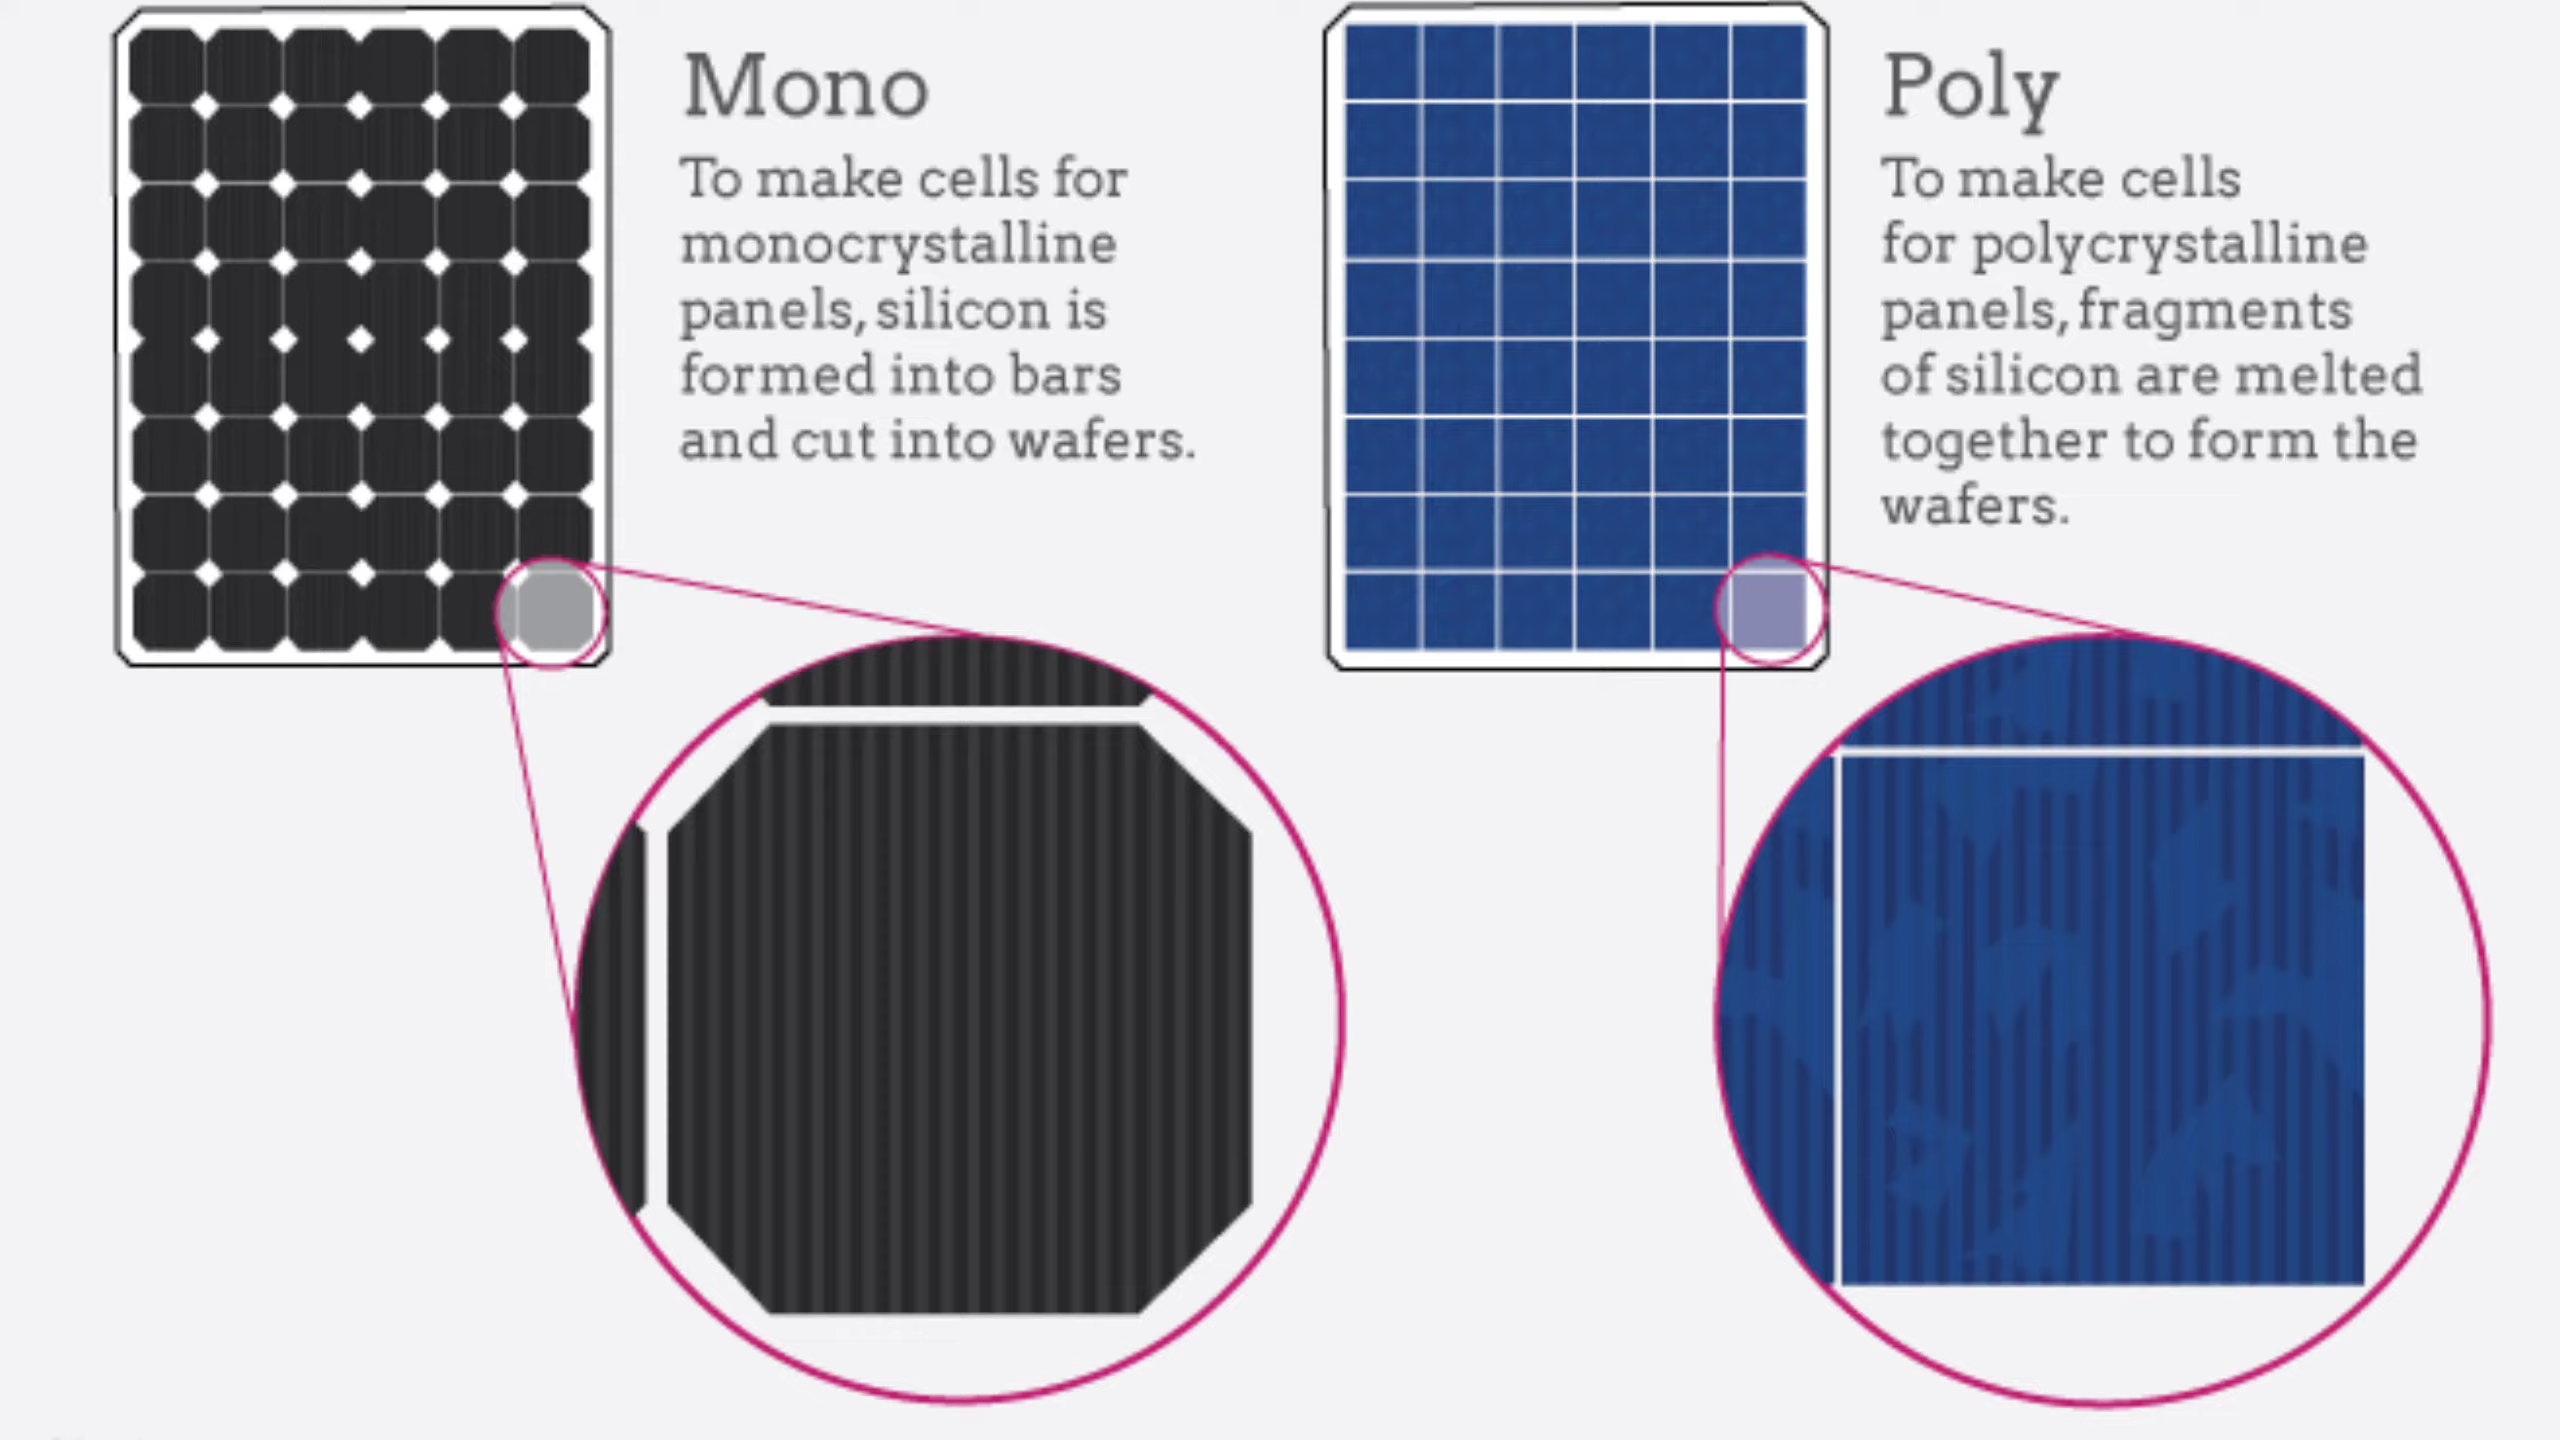 Mono
To make cells for
monocrystalline
panels, silicon is
formed into bars
and cut into wafers.
Poly
To make cells
for polycrystalline
panels, fragments
of silicon are melted
together to form the
wafers.